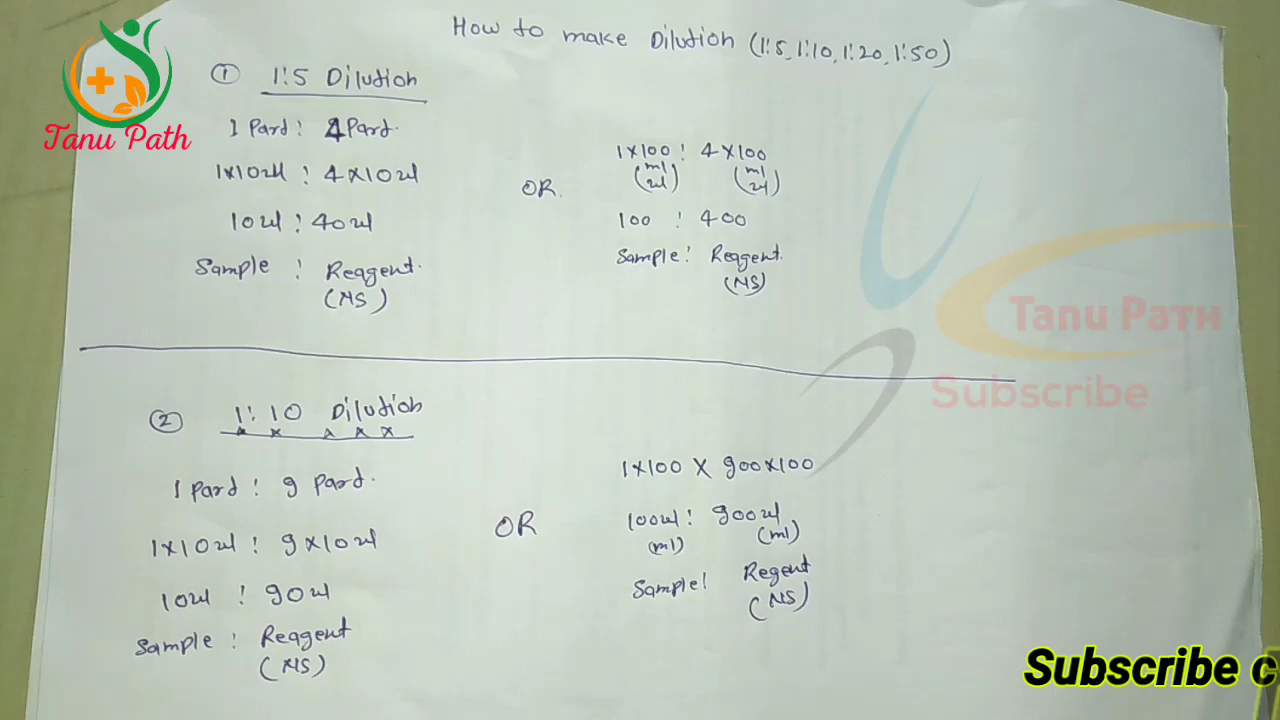 How to make Dilution (1:5, 1:10, 1:20, 1:50)
Tanu Path
① 1:5 Dilution
1 Part : 4 Part.
1x10ul : 4x10ul
10ul : 40ul
Sample : Reagent.
(NS)
OR.
1x100 : 4x100
(ml ul) (ml ul)
100 : 400
Sample : Reagent.
(NS)
Tanu Path
Subscribe
② 1:10 Dilution
1 Part : 9 Part.
1x10ul : 9x10ul
10ul : 90ul
Sample : Reagent
(NS)
OR
1x100 X 900x100
100ul : 900ul
(ml) (ml)
Sample : Regent
(NS)
Subscribe c